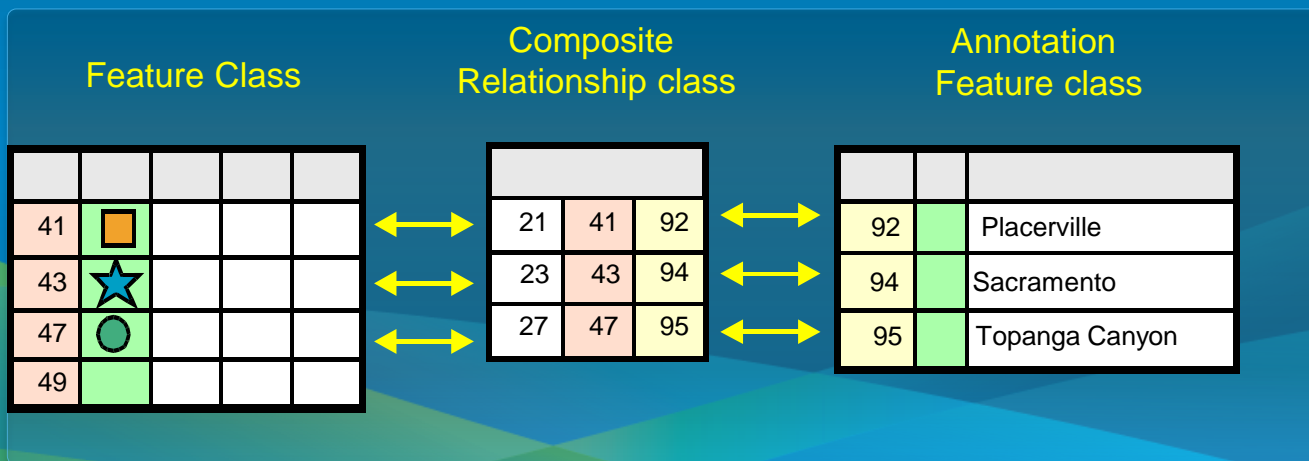 Feature Class
Composite
Relationship class
Annotation
Feature class
41
43
47
49
21 41 92
23 43 94
27 47 95
92 Placerville
94 Sacramento
95 Topanga Canyon